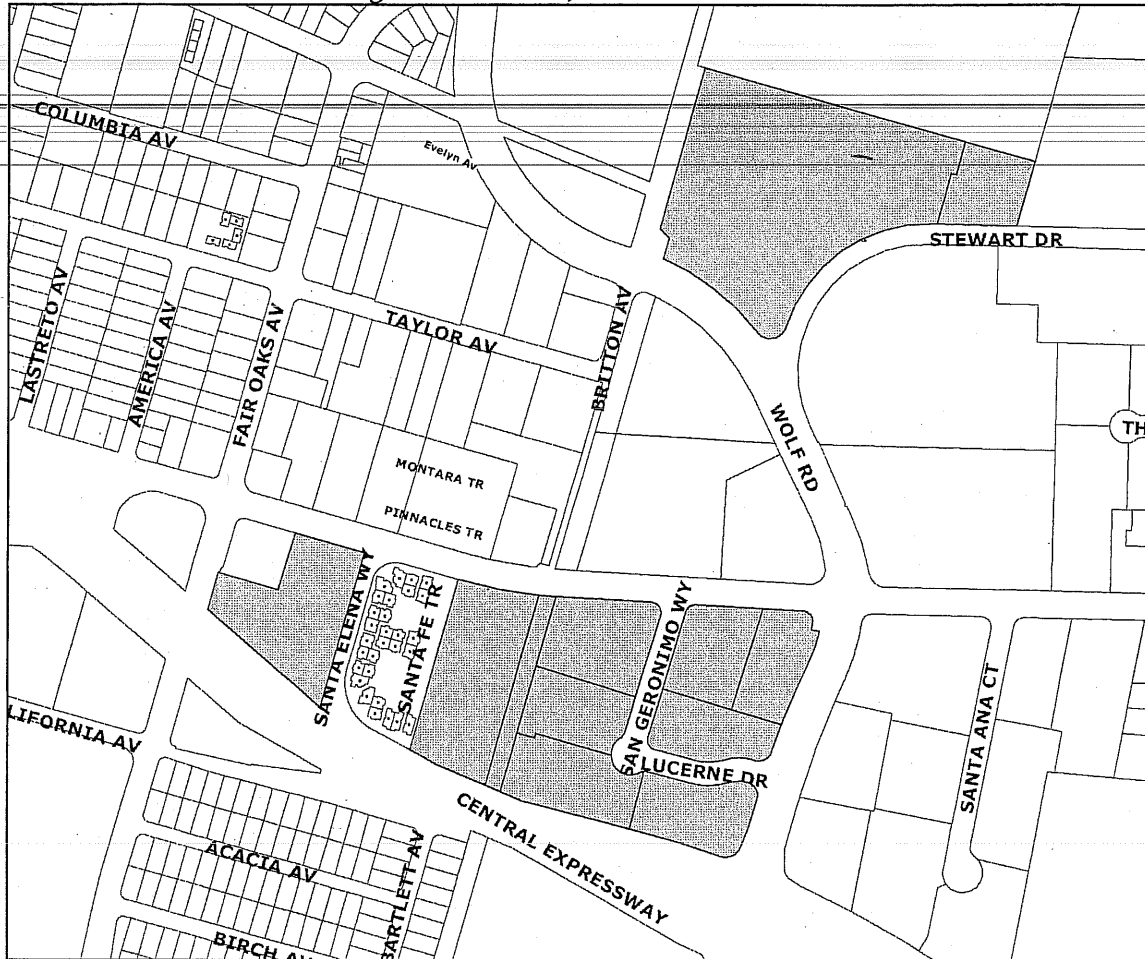 COLUMBIA AV
Evelyn Av
STEWART DR
LASTRETO AV
AMERICA AV
FAIR OAKS AV
TAYLOR AV
BRITTON AV
WOLF RD
TH
MONTARA TR
PINNACLES TR
SANTA ELENA WY
SANTA FE TR
SAN GERONIMO WY
SANTA ANA CT
LIFORNIA AV
LUCERNE DR
CENTRAL EXPRESSWAY
ACACIA AV
BARTLETT AV
BIRCH AV